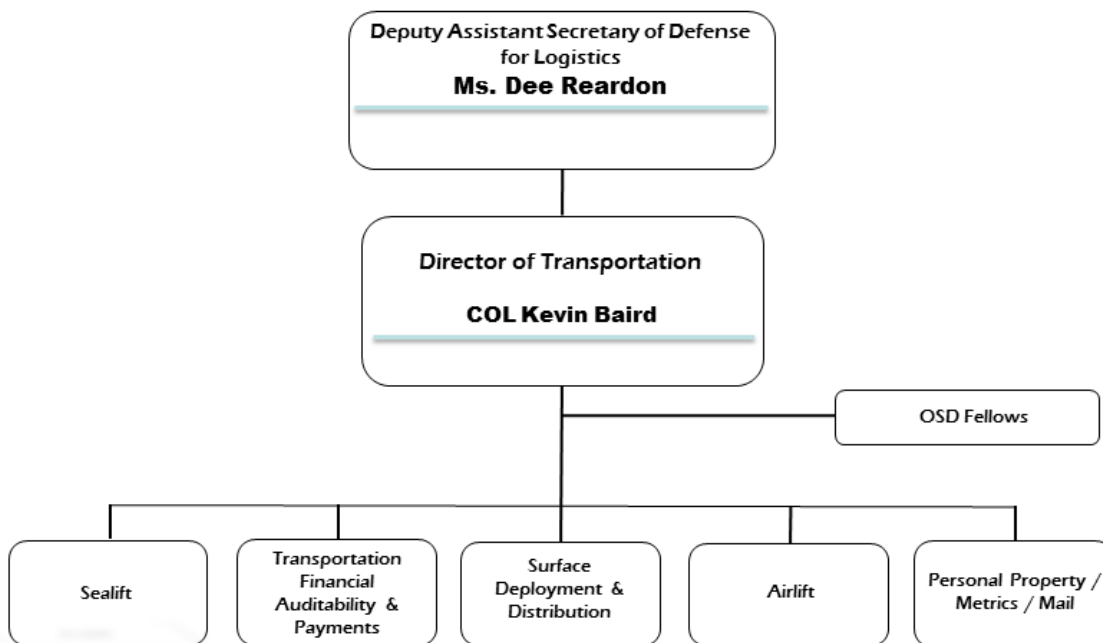 Deputy Assistant Secretary of Defense
for Logistics
Ms. Dee Reardon
Director of Transportation
COL Kevin Baird
OSD Fellows
Sealift
Transportation
Financial
Auditability &
Payments
Surface
Deployment &
Distribution
Airlift
Personal Property /
Metrics / Mail